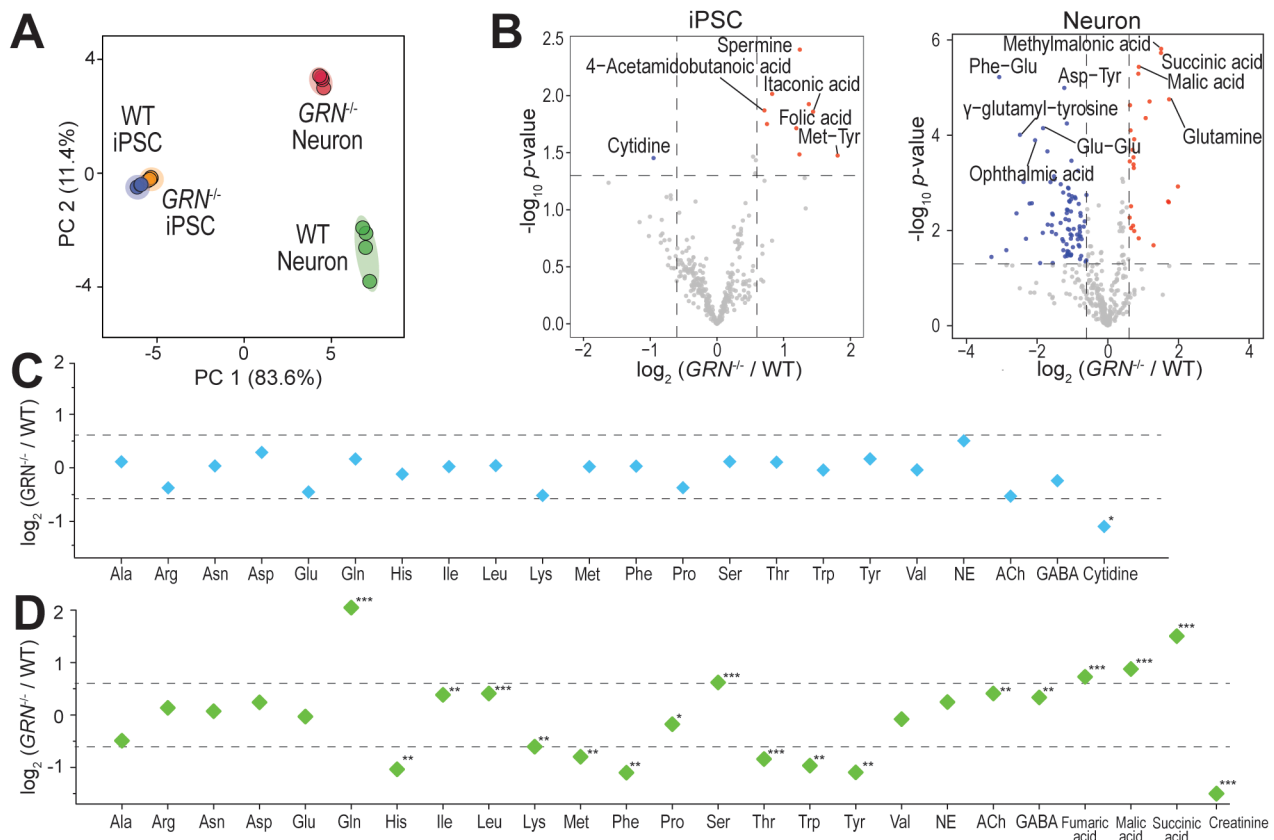 A
4
0
-4
-5
0
5
PC 2 (11.4%)
PC 1 (83.6%)
WT
iPSC
GRN-/-
iPSC
GRN-/-
Neuron
WT
Neuron
B
iPSC
2.5
2.0
1.5
1.0
0.5
0.0
−2
−1
0
1
2
-log10 p-value
log2 (GRN-/- / WT)
Spermine
4−Acetamidobutanoic acid
Itaconic acid
Folic acid
Met−Tyr
Cytidine
Neuron
6
4
2
0
−4
−2
0
2
4
-log10 p-value
log2 (GRN-/- / WT)
Methylmalonic acid
Phe−Glu
Succinic acid
Asp−Tyr
Malic acid
γ−glutamyl−tyrosine
Glutamine
Glu−Glu
Ophthalmic acid
C
2
1
0
-1
log2 (GRN-/- / WT)
*
Ala Arg Asn Asp Glu Gln His Ile Leu Lys Met Phe Pro Ser Thr Trp Tyr Val NE ACh GABA Cytidine
D
2
1
0
-1
log2 (GRN-/- / WT)
*** ** ** *** ** ** ** * *** *** ** ** ** ** *** *** *** ***
Ala Arg Asn Asp Glu Gln His Ile Leu Lys Met Phe Pro Ser Thr Trp Tyr Val NE ACh GABA Fumaric acid Malic acid Succinic acid Creatinine